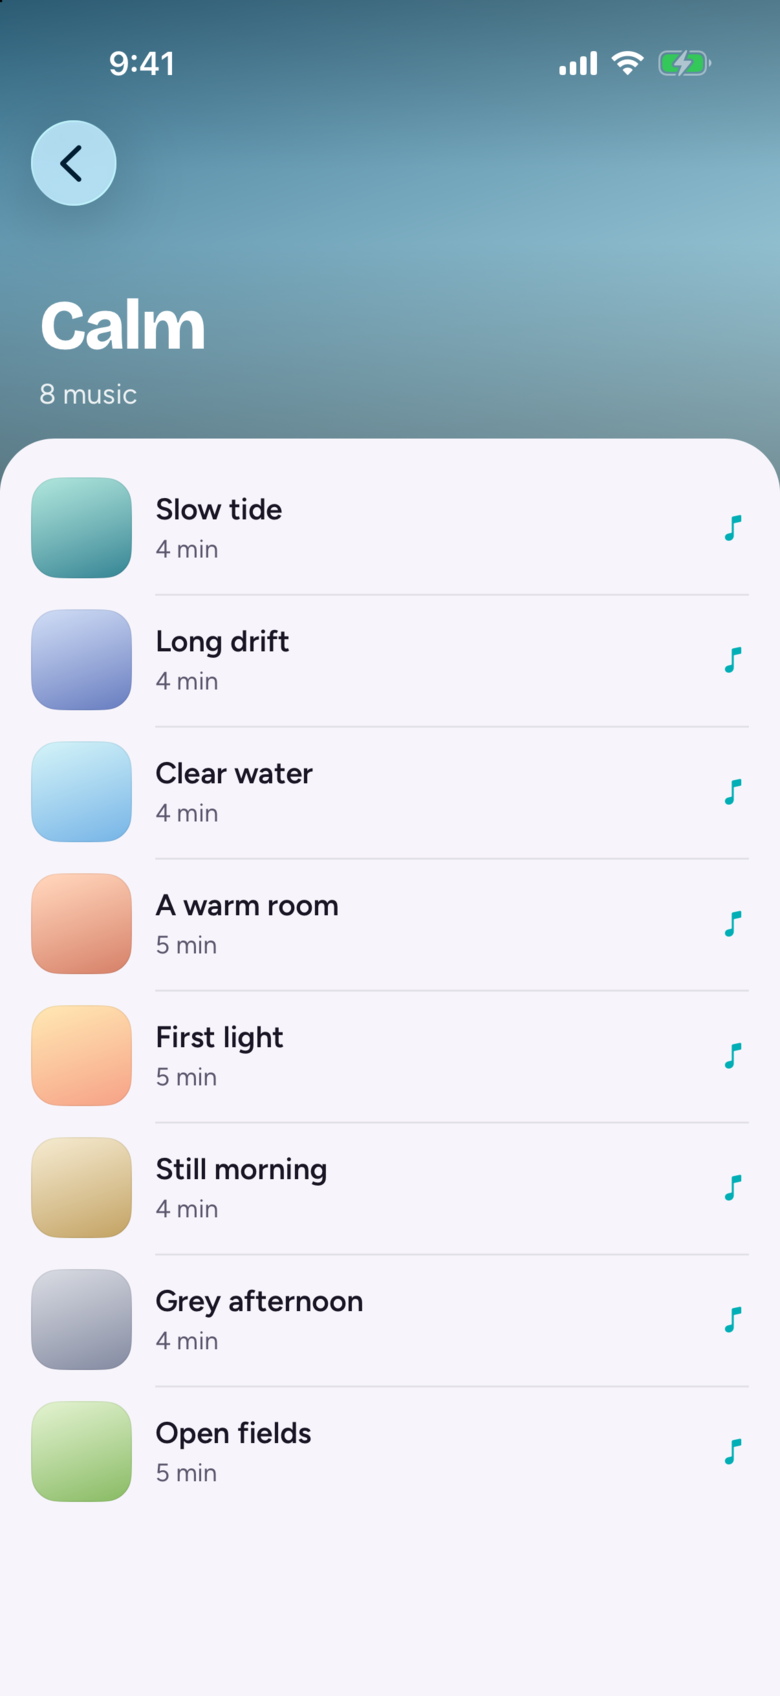 9:41
Calm
8 music
Slow tide
4 min
Long drift
4 min
Clear water
4 min
A warm room
5 min
First light
5 min
Still morning
4 min
Grey afternoon
4 min
Open fields
5 min